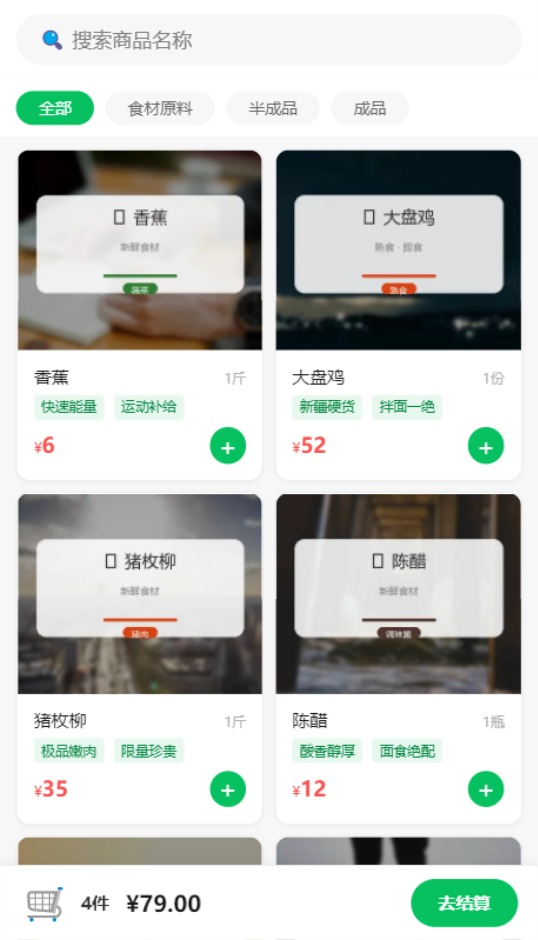 搜索商品名称
全部 食材原料 半成品 成品
香蕉
新鲜食材
蔬菜
大盘鸡
熟食 · 即食
熟食
香蕉 1斤
快速能量 运动补给
¥6 +
大盘鸡 1份
新疆硬货 拌面一绝
¥52 +
猪枚柳
新鲜食材
猪肉
陈醋
新鲜食材
调味酱
猪枚柳 1斤
极品嫩肉 限量珍贵
¥35 +
陈醋 1瓶
酸香醇厚 面食绝配
¥12 +
4件 ¥79.00 去结算